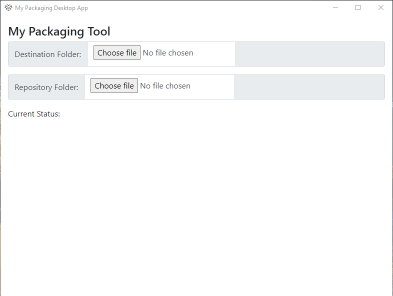 My Packaging Desktop App
My Packaging Tool
Destination Folder: Choose file No file chosen
Repository Folder: Choose file No file chosen
Current Status: